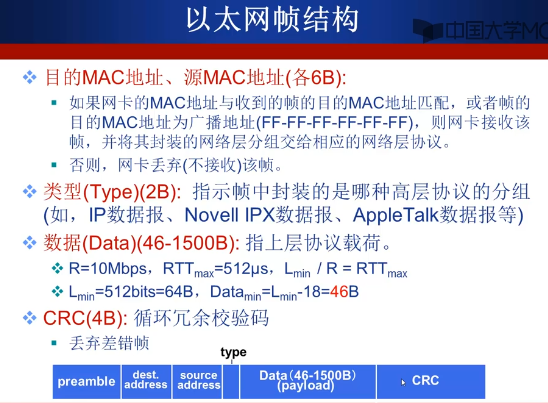 以太网帧结构
中国大学MO
目的MAC地址、源MAC地址(各6B):
如果网卡的MAC地址与收到的帧的目的MAC地址匹配，或者帧的
目的MAC地址为广播地址(FF-FF-FF-FF-FF-FF)，则网卡接收该
帧，并将其封装的网络层分组交给相应的网络层协议。
否则，网卡丢弃(不接收)该帧。
类型(Type)(2B): 指示帧中封装的是哪种高层协议的分组
(如，IP数据报、Novell IPX数据报、AppleTalk数据报等)
数据(Data)(46-1500B): 指上层协议载荷。
R=10Mbps，RTTmax=512μs，Lmin / R = RTTmax
Lmin=512bits=64B，Datamin=Lmin-18=46B
CRC(4B): 循环冗余校验码
丢弃差错帧
type
preamble
dest.
address
source
address
Data（46-1500B）
(payload)
CRC